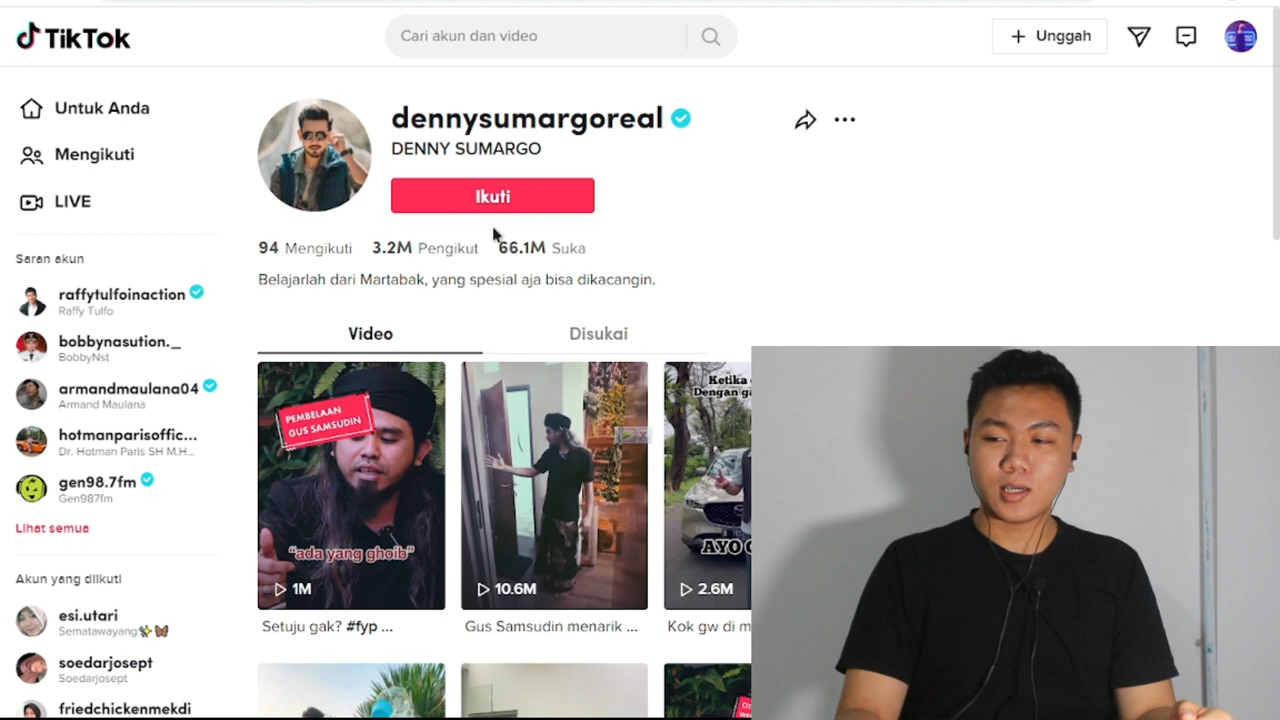 TikTok
Cari akun dan video
Unggah
Untuk Anda
Mengikuti
LIVE
Saran akun
raffytulfoinaction
Raffy Tulfo
bobbynasution._
BobbyNst
armandmaulana04
Armand Maulana
hotmanparisoffic...
Dr. Hotman Paris SH M.H...
gen98.7fm
Gen987fm
Lihat semua
Akun yang diikuti
esi.utari
Sematawayang
soedarjosept
Soedarjosept
friedchickenmekdi
dennysumargoreal
DENNY SUMARGO
Ikuti
94 Mengikuti 3.2M Pengikut 66.1M Suka
Belajarlah dari Martabak, yang spesial aja bisa dikacangin.
Video Disukai
PEMBELAAN
GUS SAMSUDIN
"ada yang ghoib"
1M
Setuju gak? #fyp ...
10.6M
Gus Samsudin menarik ...
Ketika
Dengan ga
AYO
2.6M
Kok gw di m